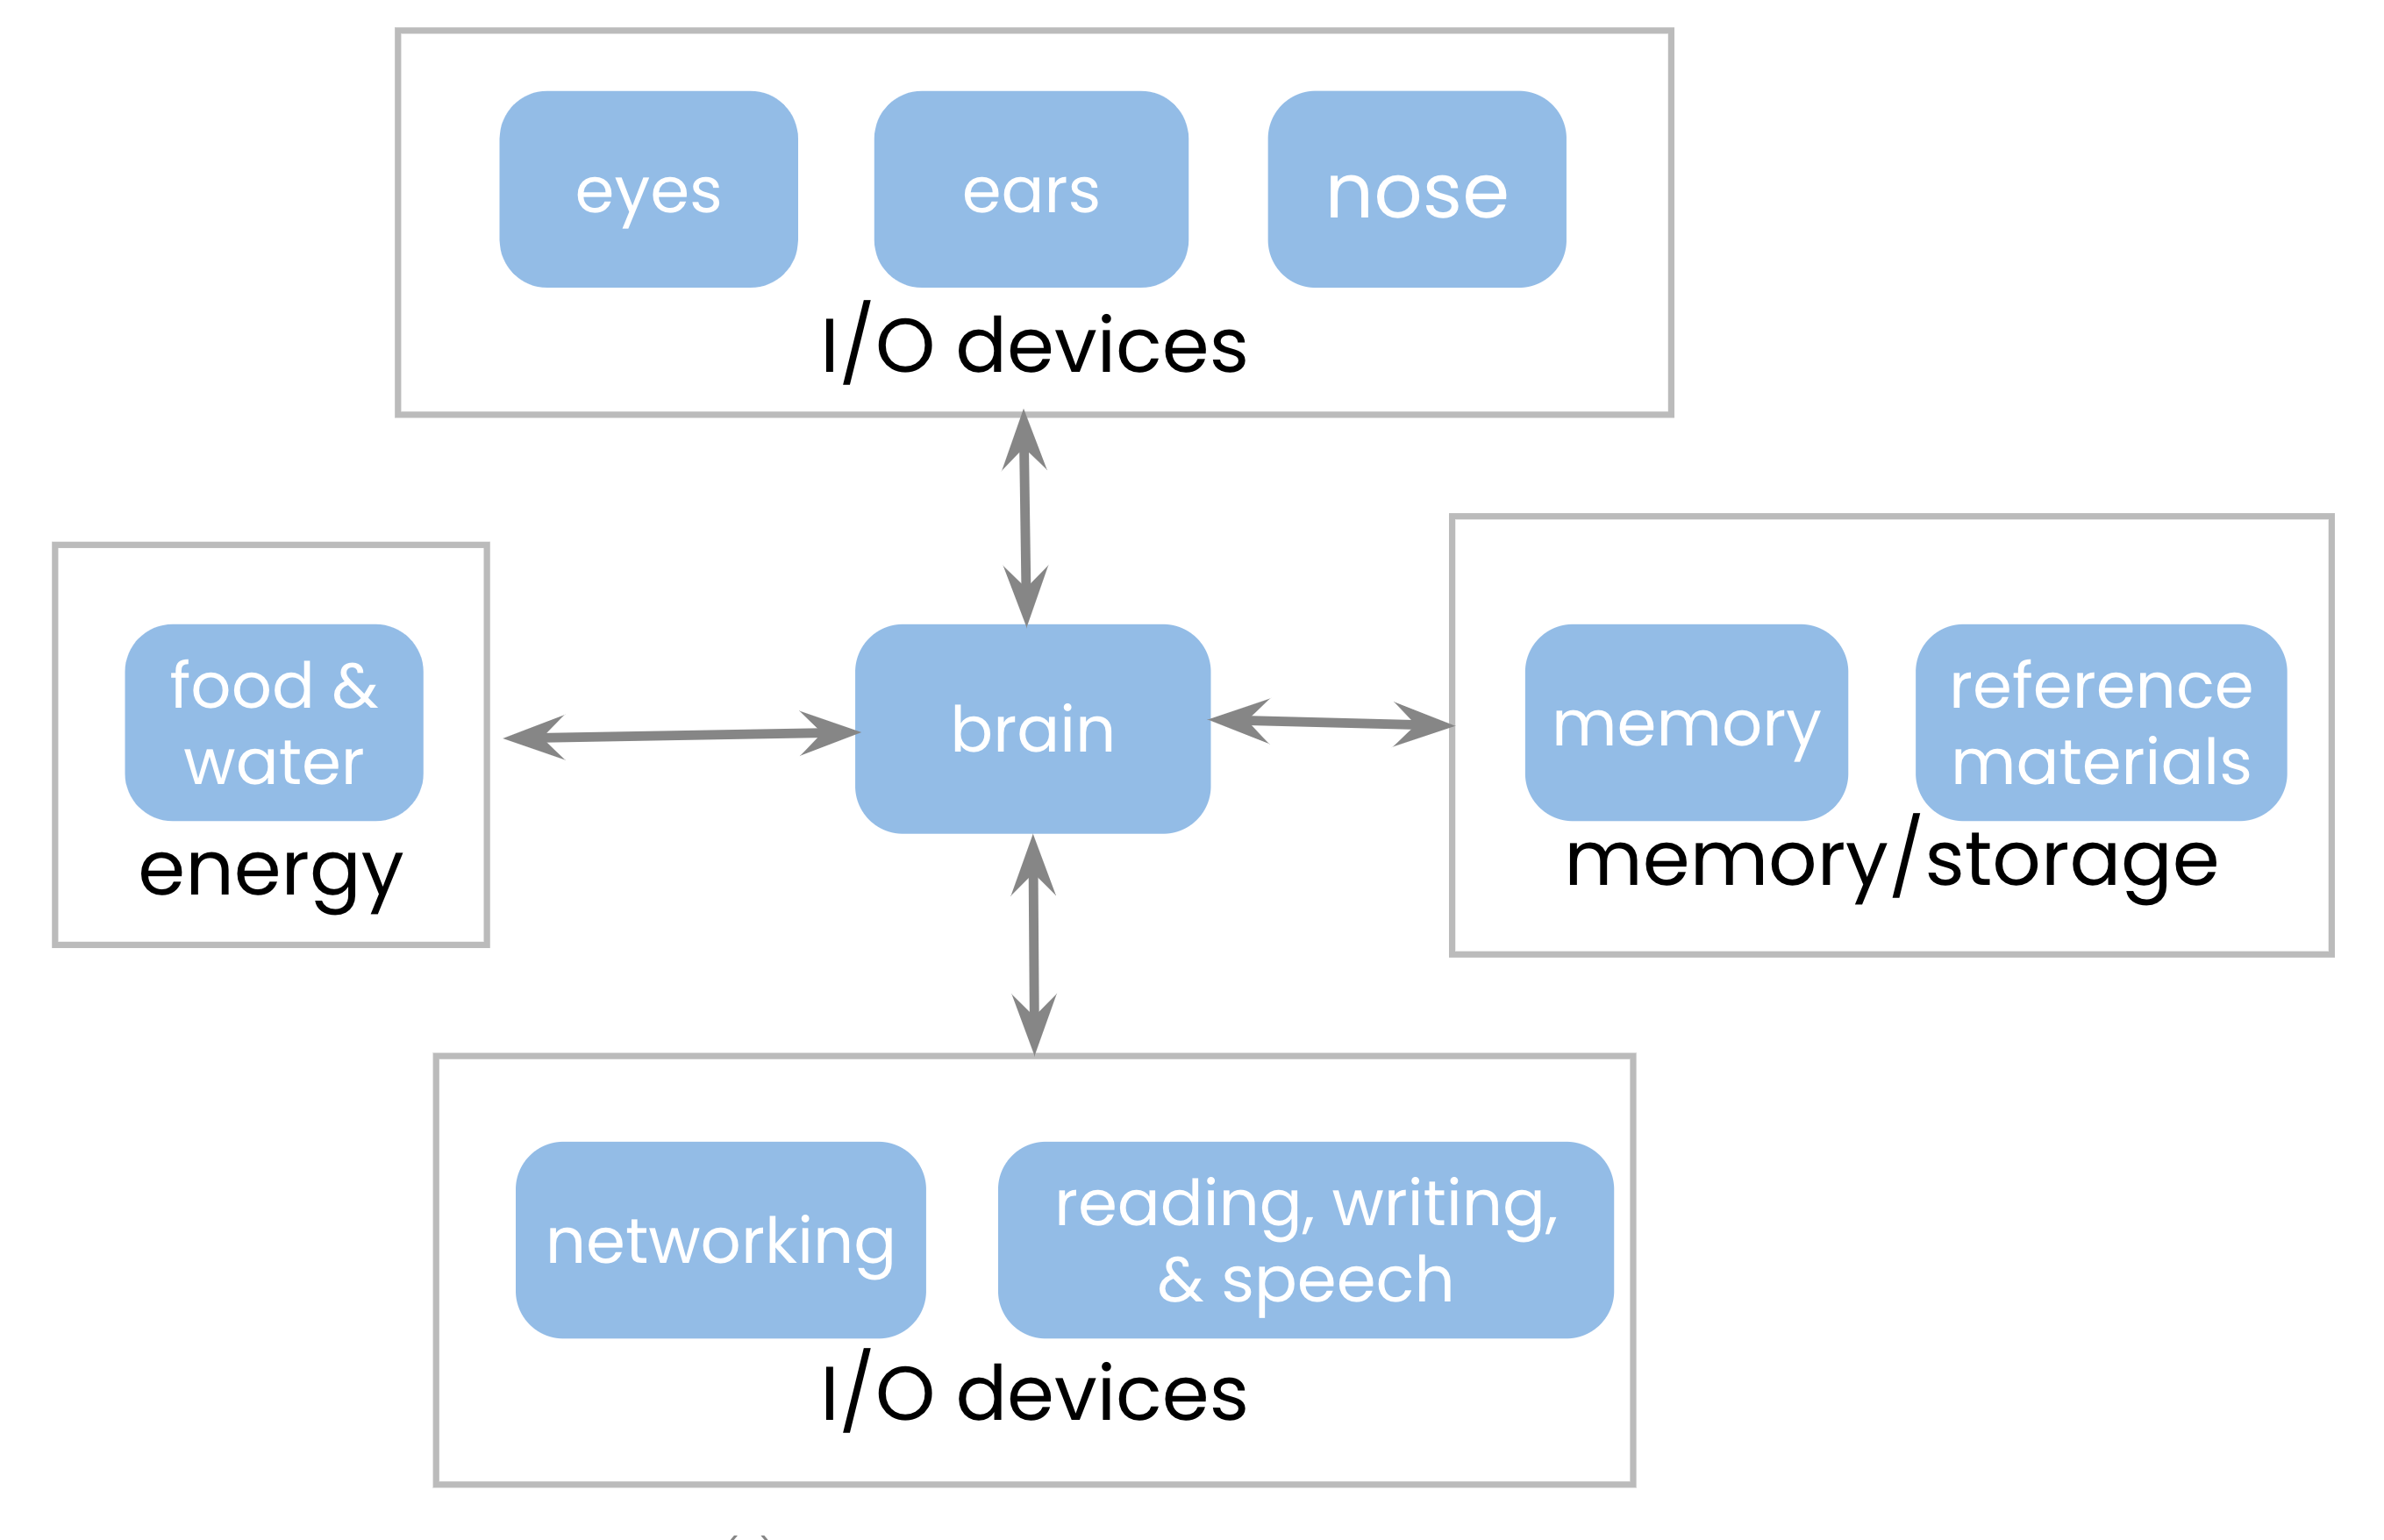 eyes
ears
nose
I/O devices
food &
water
energy
brain
memory
reference
materials
memory/storage
networking
reading, writing,
& speech
I/O devices